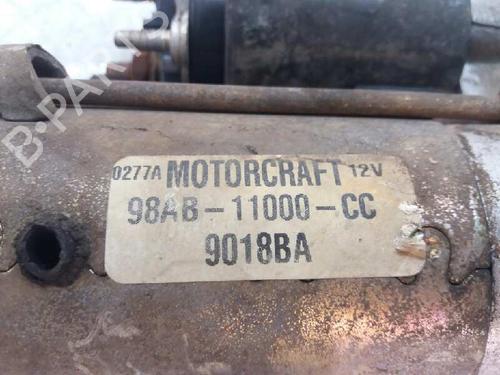 B-PARTS
0277A MOTORCRAFT 12V
98AB-11000-CC
9018BA